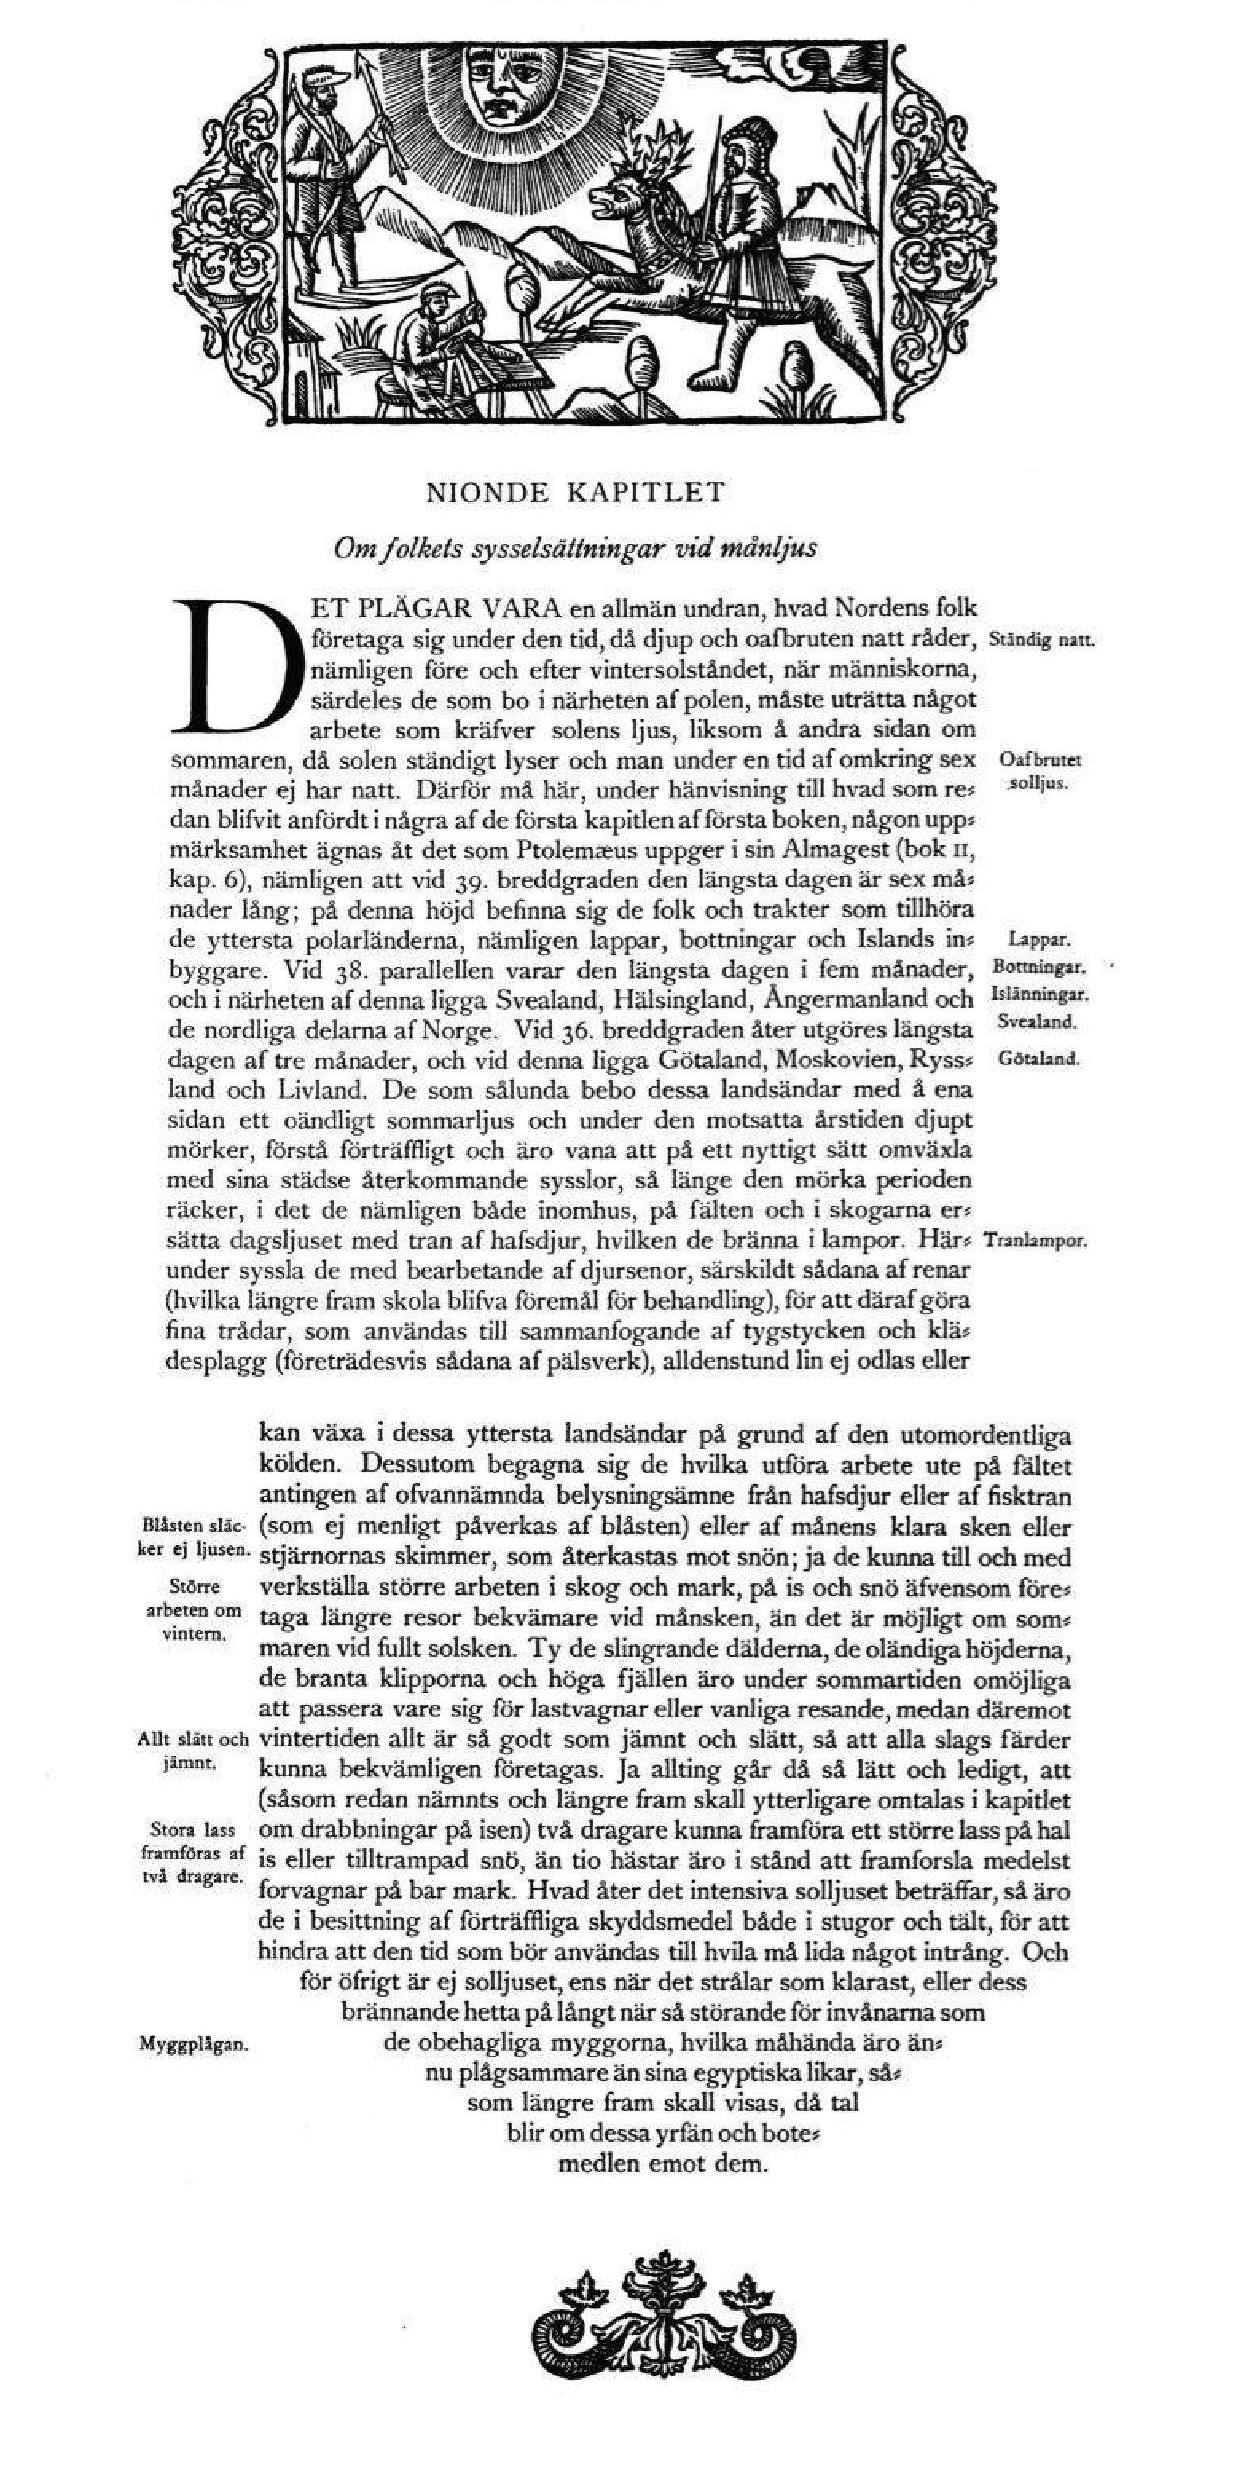 NIONDE KAPITLET
Om folkets sysselsättningar vid månljus
DET PLÄGAR VARA en allmän undran, hvad Nordens folk
företaga sig under den tid, då djup och oafbruten natt råder,
Ständig natt.
nämligen före och efter vintersolståndet, när människorna,
särdeles de som bo i närheten af polen, måste uträtta något
arbete som kräfver solens ljus, liksom å andra sidan om
sommaren, då solen ständigt lyser och man under en tid af omkring sex
Oafbrutet
månader ej har natt. Därför må här, under hänvisning till hvad som re⸗
solljus.
dan blifvit anfördt i några af de första kapitlen af första boken, någon upp⸗
märksamhet ägnas åt det som Ptolemæus uppger i sin Almagest (bok II,
kap. 6), nämligen att vid 39. breddgraden den längsta dagen är sex må⸗
nader lång; på denna höjd befinna sig de folk och trakter som tillhöra
de yttersta polarländerna, nämligen lappar, bottningar och Islands in⸗
Lappar.
byggare. Vid 38. parallellen varar den längsta dagen i fem månader,
Bottningar.
och i närheten af denna ligga Svealand, Hälsingland, Ångermanland och
Islänningar.
de nordliga delarna af Norge. Vid 36. breddgraden åter utgöres längsta
Svealand.
dagen af tre månader, och vid denna ligga Götaland, Moskovien, Ryss⸗
Götaland.
land och Livland. De som sålunda bebo dessa landsändar med å ena
sidan ett oändligt sommarljus och under den motsatta årstiden djupt
mörker, förstå förträffligt och äro vana att på ett nyttigt sätt omväxla
med sina städse återkommande sysslor, så länge den mörka perioden
räcker, i det de nämligen både inomhus, på fälten och i skogarna er⸗
sätta dagsljuset med tran af hafsdjur, hvilken de bränna i lampor. Här⸗
Tranlampor.
under syssla de med bearbetande af djursenor, särskildt sådana af renar
(hvilka längre fram skola blifva föremål för behandling), för att däraf göra
fina trådar, som användas till sammanfogande af tygstycken och klä⸗
desplagg (företrädesvis sådana af pälsverk), alldenstund lin ej odlas eller
kan växa i dessa yttersta landsändar på grund af den utomordentliga
kölden. Dessutom begagna sig de hvilka utföra arbete ute på fältet
antingen af ofvannämnda belysningsämne från hafsdjur eller af fisktran
Blåsten släc-
(som ej menligt påverkas af blåsten) eller af månens klara sken eller
ker ej ljusen.
stjärnornas skimmer, som återkastas mot snön; ja de kunna till och med
Större
verkställa större arbeten i skog och mark, på is och snö äfvensom före⸗
arbeten om
taga längre resor bekvämare vid månsken, än det är möjligt om som⸗
vintern.
maren vid fullt solsken. Ty de slingrande dälderna, de oländiga höjderna,
de branta klipporna och höga fjällen äro under sommartiden omöjliga
att passera vare sig för lastvagnar eller vanliga resande, medan däremot
Allt slätt och
vintertiden allt är så godt som jämnt och slätt, så att alla slags färder
jämnt.
kunna bekvämligen företagas. Ja allting går då så lätt och ledigt, att
(såsom redan nämnts och längre fram skall ytterligare omtalas i kapitlet
Stora lass
om drabbningar på isen) två dragare kunna framföra ett större lass på hal
framföras af
is eller tilltrampad snö, än tio hästar äro i stånd att framforsla medelst
två dragare.
forvagnar på bar mark. Hvad åter det intensiva solljuset beträffar, så äro
de i besittning af förträffliga skyddsmedel både i stugor och tält, för att
hindra att den tid som bör användas till hvila må lida något intrång. Och
för öfrigt är ej solljuset, ens när det strålar som klarast, eller dess
brännande hetta på långt när så störande för invånarna som
Myggplågan.
de obehagliga myggorna, hvilka måhända äro än⸗
nu plågsammare än sina egyptiska likar, så⸗
som längre fram skall visas, då tal
blir om dessa yrfän och bote⸗
medlen emot dem.